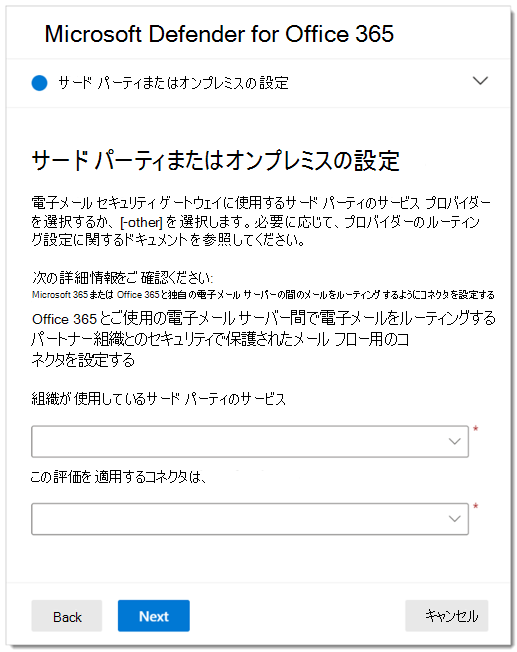 Microsoft Defender for Office 365
サード パーティまたはオンプレミスの設定
サード パーティまたはオンプレミスの設定
電子メール セキュリティ ゲートウェイに使用するサード パーティのサービス プロバイダー
を選択するか、[-other] を選択します。必要に応じて、プロバイダーのルーティン
グ設定に関するドキュメントを参照してください。
次の詳細情報をご確認ください:
Microsoft 365 または Office 365 と独自の電子メール サーバーの間のメールをルーティングするようにコネクタを設定する
Office 365 とご使用の電子メール サーバー間で電子メールをルーティングする
パートナー組織とのセキュリティで保護されたメール フロー用のコ
ネクタを設定する
組織が使用しているサード パーティのサービス
*
この評価を適用するコネクタは、
*
Back
Next
キャンセル